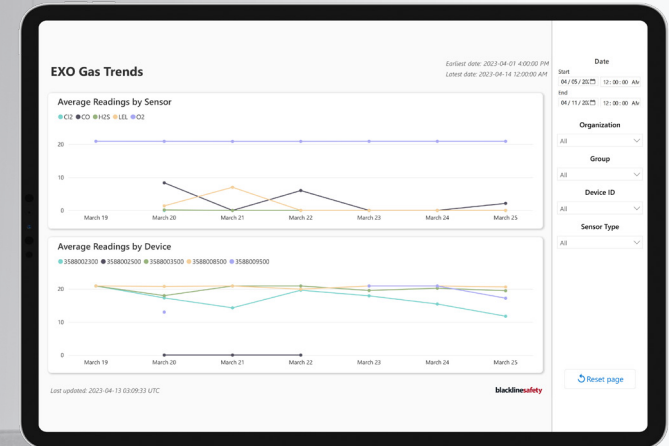 EXO Gas Trends
Earliest date: 2023-04-01 4:00:00 PM
Latest date: 2023-04-14 12:00:00 AM
Average Readings by Sensor
Cl2 CO H2S LEL O2
20
10
0
March 19 March 20 March 21 March 22 March 23 March 24 March 25
Average Readings by Device
3588002300 3588002500 3588003500 3588008500 3588009500
20
10
0
March 19 March 20 March 21 March 22 March 23 March 24 March 25
Last updated: 2023-04-13 03:09:33 UTC
blacklinesafety
Date
Start
04/05/20 12:00:00 AM
End
04/11/20 12:00:00 AM
Organization
All
Group
All
Device ID
All
Sensor Type
All
Reset page